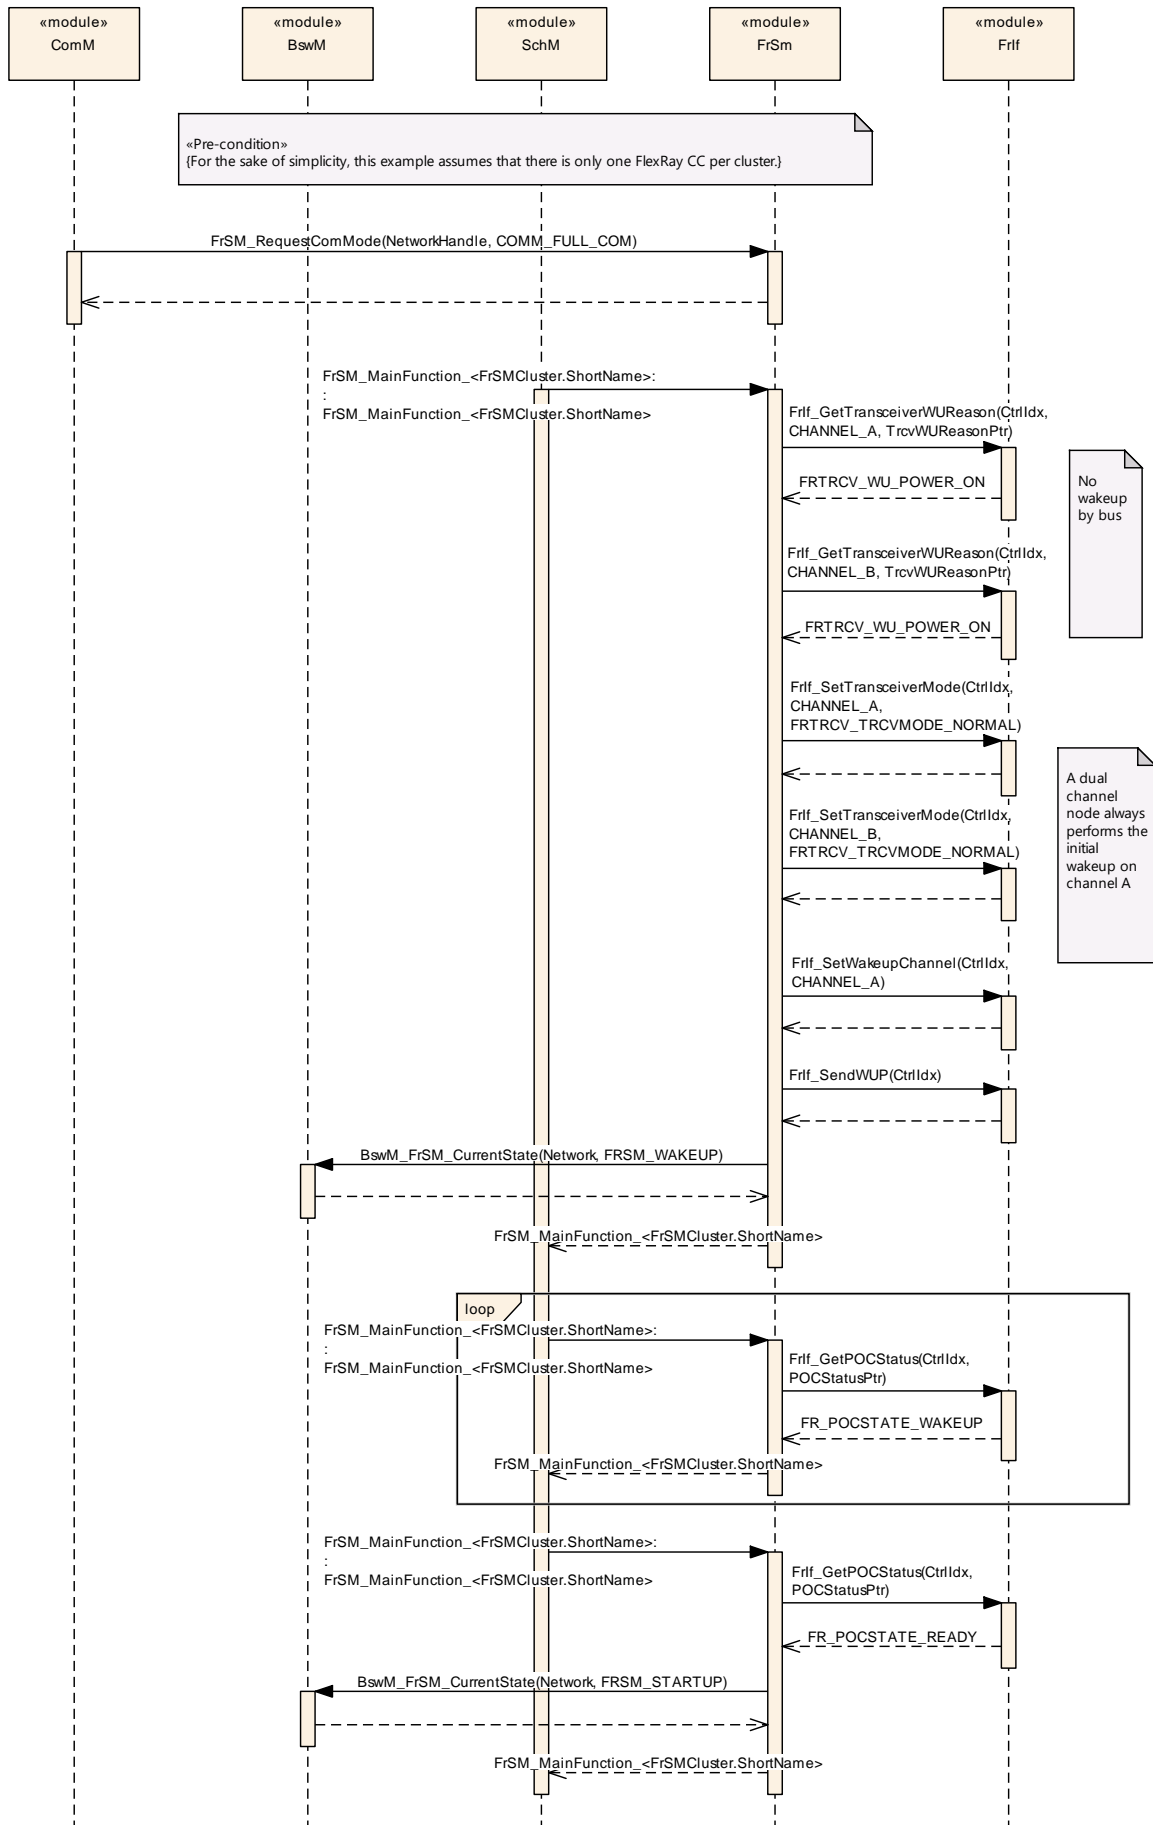 «module»
ComM
«module»
BswM
«module»
SchM
«module»
FrSm
«module»
FrIf
«Pre-condition»
{For the sake of simplicity, this example assumes that there is only one FlexRay CC per cluster.}
FrSM_RequestComMode(NetworkHandle, COMM_FULL_COM)
FrSM_MainFunction_<FrSMCluster.ShortName>:
:
FrSM_MainFunction_<FrSMCluster.ShortName>
FrIf_GetTransceiverWUReason(CtrlIdx,
CHANNEL_A, TrcvWUReasonPtr)
No
wakeup
by bus
FRTRCV_WU_POWER_ON
FrIf_GetTransceiverWUReason(CtrlIdx,
CHANNEL_B, TrcvWUReasonPtr)
FRTRCV_WU_POWER_ON
FrIf_SetTransceiverMode(CtrlIdx,
CHANNEL_A,
FRTRCV_TRCVMODE_NORMAL)
A dual
channel
node always
performs the
initial
wakeup on
channel A
FrIf_SetTransceiverMode(CtrlIdx,
CHANNEL_B,
FRTRCV_TRCVMODE_NORMAL)
FrIf_SetWakeupChannel(CtrlIdx,
CHANNEL_A)
FrIf_SendWUP(CtrlIdx)
BswM_FrSM_CurrentState(Network, FRSM_WAKEUP)
FrSM_MainFunction_<FrSMCluster.ShortName>
loop
FrSM_MainFunction_<FrSMCluster.ShortName>:
:
FrSM_MainFunction_<FrSMCluster.ShortName>
FrIf_GetPOCStatus(CtrlIdx,
POCStatusPtr)
FR_POCSTATE_WAKEUP
FrSM_MainFunction_<FrSMCluster.ShortName>
FrSM_MainFunction_<FrSMCluster.ShortName>:
:
FrSM_MainFunction_<FrSMCluster.ShortName>
FrIf_GetPOCStatus(CtrlIdx,
POCStatusPtr)
FR_POCSTATE_READY
BswM_FrSM_CurrentState(Network, FRSM_STARTUP)
FrSM_MainFunction_<FrSMCluster.ShortName>